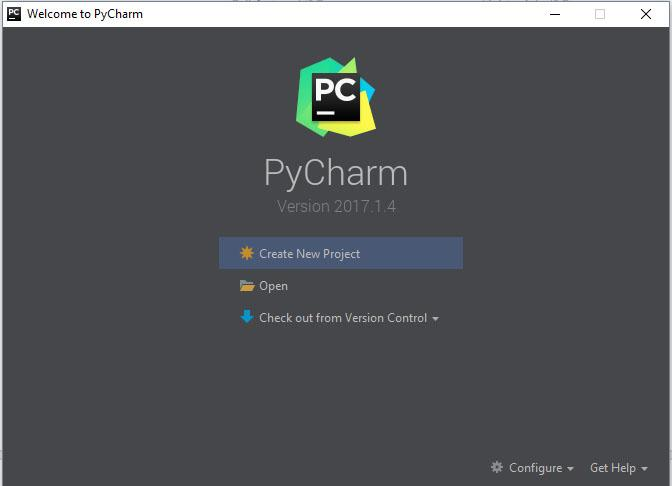 Welcome to PyCharm
PC
PyCharm
Version 2017.1.4
Create New Project
Open
Check out from Version Control
Configure
Get Help